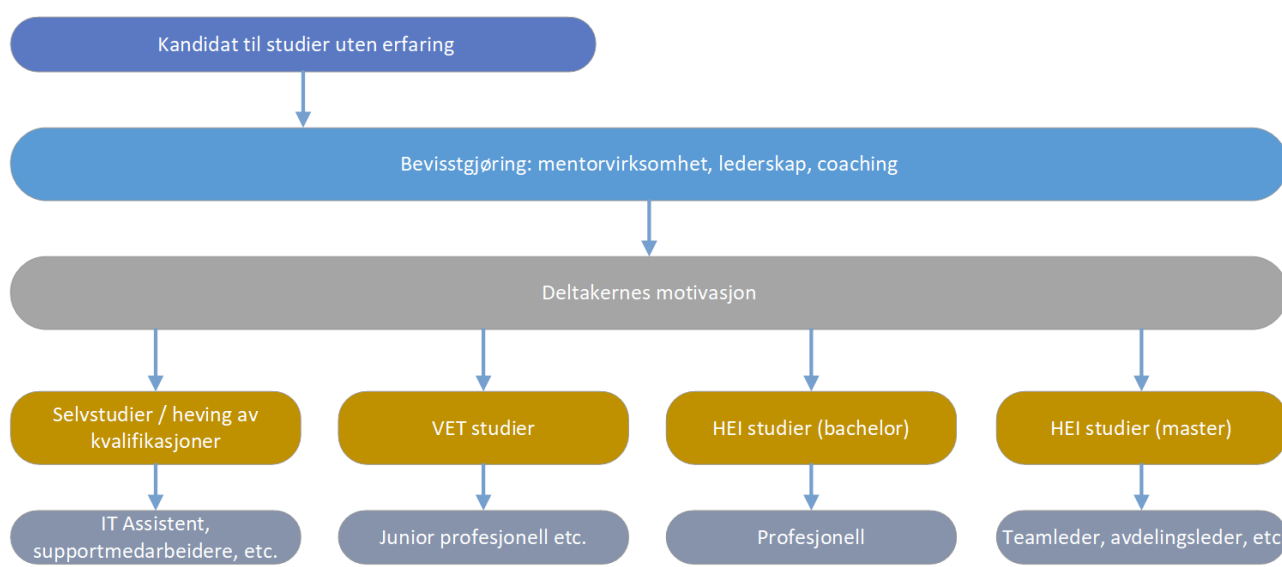 Kandidat til studier uten erfaring
Bevisstgjøring: mentorvirksomhet, lederskap, coaching
Deltakernes motivasjon
Selvstudier / heving av
kvalifikasjoner
VET studier
HEI studier (bachelor)
HEI studier (master)
IT Assistent,
supportmedarbeidere, etc.
Junior profesjonell etc.
Profesjonell
Teamleder, avdelingsleder, etc